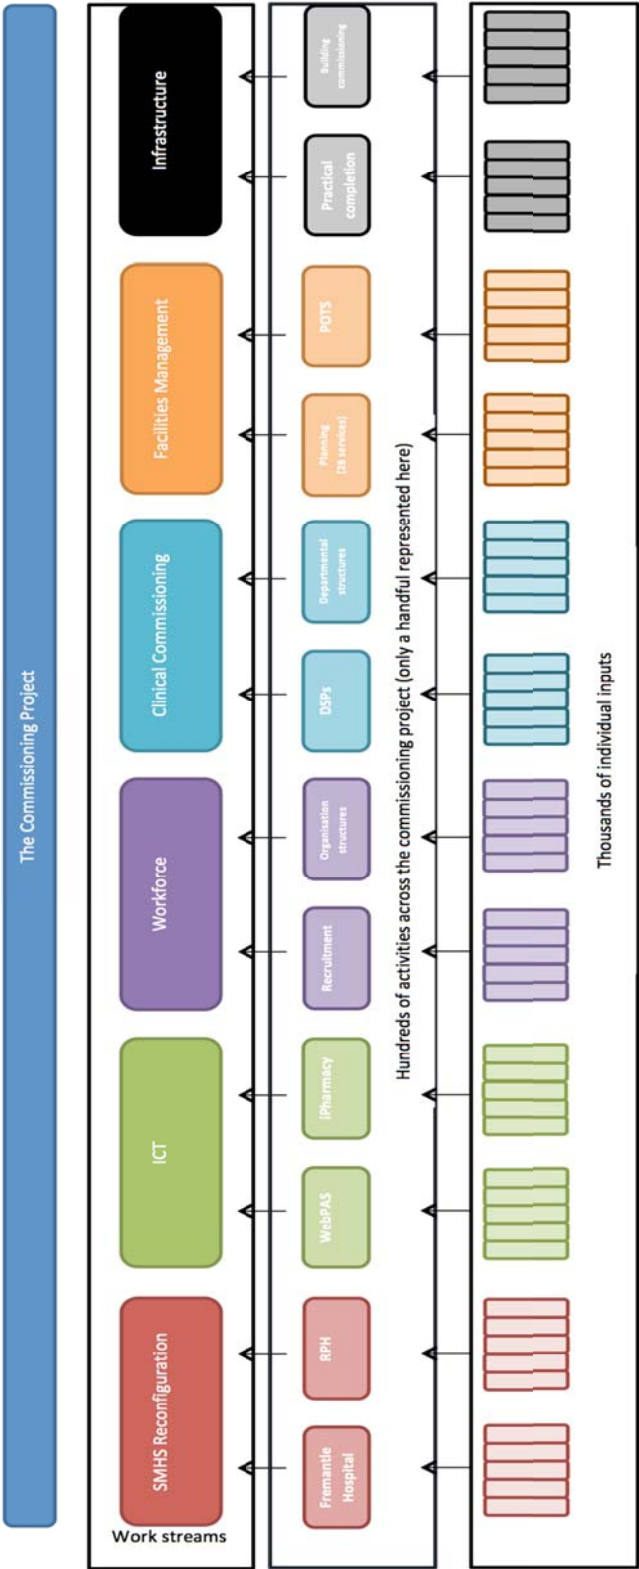 The Commissioning Project
Work streams
SMHS Reconfiguration
ICT
Workforce
Clinical Commissioning
Facilities Management
Infrastructure
Fremantle
Hospital
RPH
WebPAS
iPharmacy
Recruitment
Organisation
structures
DSPs
Departmental
structures
Planning
(28 services)
POTS
Practical
completion
Building
commissioning
Hundreds of activities across the commissioning project (only a handful represented here)
Thousands of individual inputs